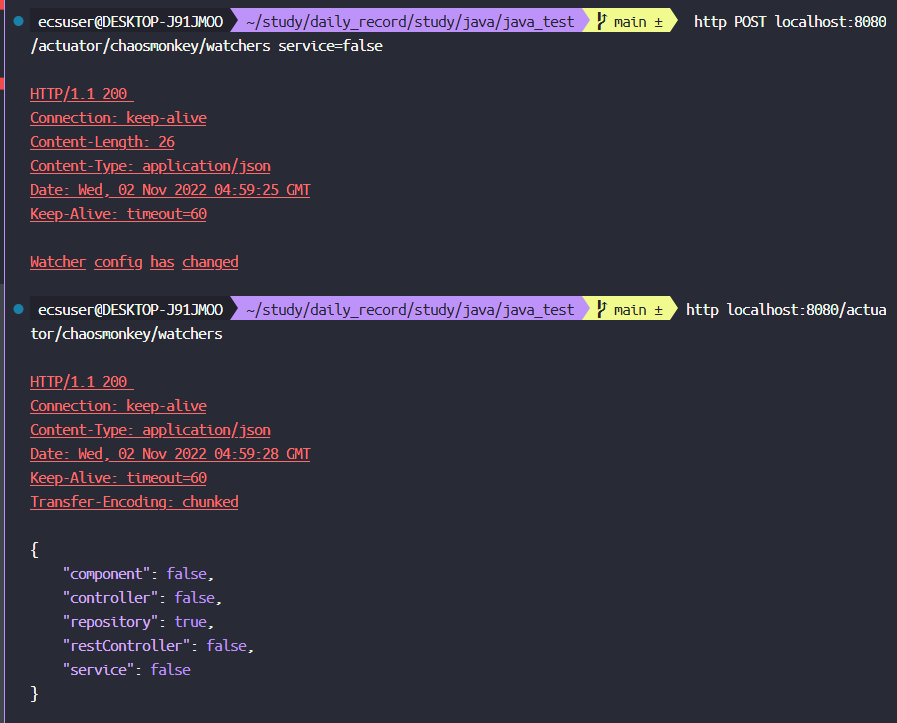 ecsuser@DESKTOP-J91JMOO ~/study/daily_record/study/java/java_test main ± http POST localhost:8080
/actuator/chaosmonkey/watchers service=false
HTTP/1.1 200
Connection: keep-alive
Content-Length: 26
Content-Type: application/json
Date: Wed, 02 Nov 2022 04:59:25 GMT
Keep-Alive: timeout=60
Watcher config has changed
ecsuser@DESKTOP-J91JMOO ~/study/daily_record/study/java/java_test main ± http localhost:8080/actua
tor/chaosmonkey/watchers
HTTP/1.1 200
Connection: keep-alive
Content-Type: application/json
Date: Wed, 02 Nov 2022 04:59:28 GMT
Keep-Alive: timeout=60
Transfer-Encoding: chunked
{
    "component": false,
    "controller": false,
    "repository": true,
    "restController": false,
    "service": false
}